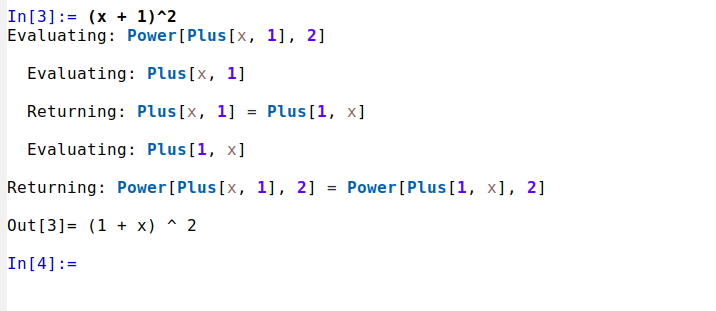 In[3]:= (x + 1)^2
Evaluating: Power[Plus[x, 1], 2]
Evaluating: Plus[x, 1]
Returning: Plus[x, 1] = Plus[1, x]
Evaluating: Plus[1, x]
Returning: Power[Plus[x, 1], 2] = Power[Plus[1, x], 2]
Out[3]= (1 + x) ^ 2
In[4]:=